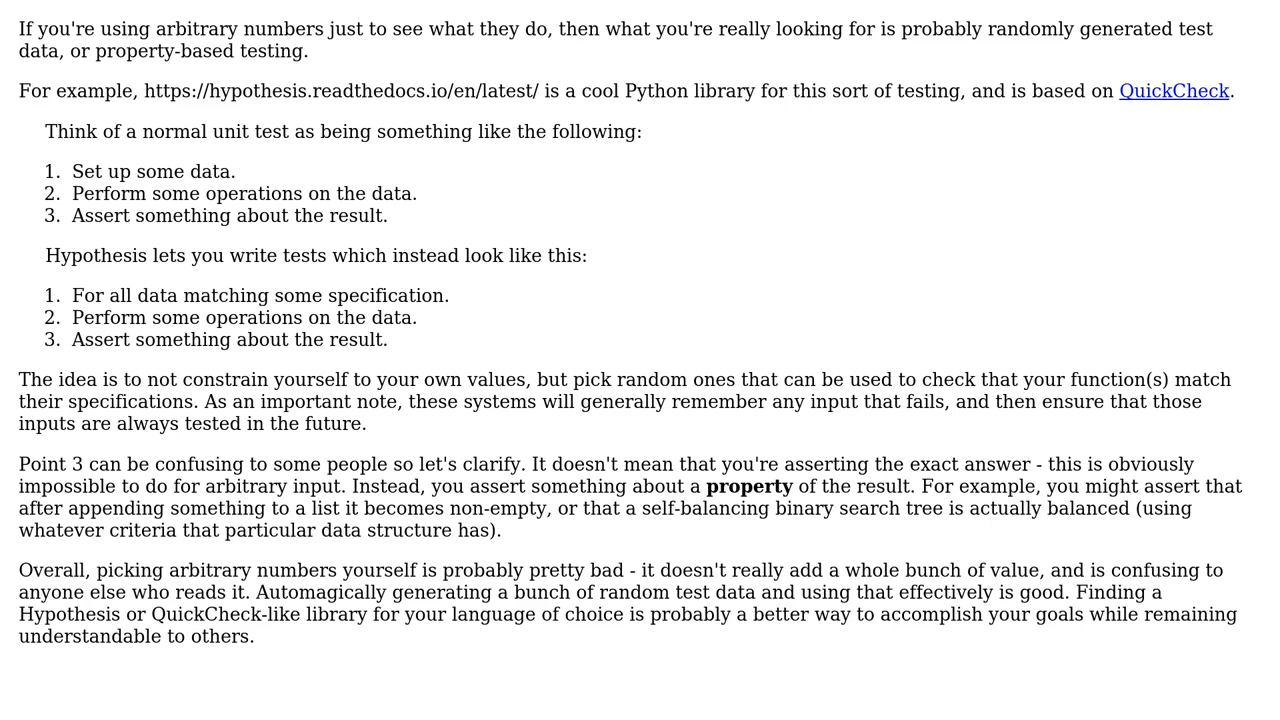 If you're using arbitrary numbers just to see what they do, then what you're really looking for is probably randomly generated test
data, or property-based testing.
For example, https://hypothesis.readthedocs.io/en/latest/ is a cool Python library for this sort of testing, and is based on QuickCheck.
Think of a normal unit test as being something like the following:
1. Set up some data.
2. Perform some operations on the data.
3. Assert something about the result.
Hypothesis lets you write tests which instead look like this:
1. For all data matching some specification.
2. Perform some operations on the data.
3. Assert something about the result.
The idea is to not constrain yourself to your own values, but pick random ones that can be used to check that your function(s) match
their specifications. As an important note, these systems will generally remember any input that fails, and then ensure that those
inputs are always tested in the future.
Point 3 can be confusing to some people so let's clarify. It doesn't mean that you're asserting the exact answer - this is obviously
impossible to do for arbitrary input. Instead, you assert something about a property of the result. For example, you might assert that
after appending something to a list it becomes non-empty, or that a self-balancing binary search tree is actually balanced (using
whatever criteria that particular data structure has).
Overall, picking arbitrary numbers yourself is probably pretty bad - it doesn't really add a whole bunch of value, and is confusing to
anyone else who reads it. Automagically generating a bunch of random test data and using that effectively is good. Finding a
Hypothesis or QuickCheck-like library for your language of choice is probably a better way to accomplish your goals while remaining
understandable to others.